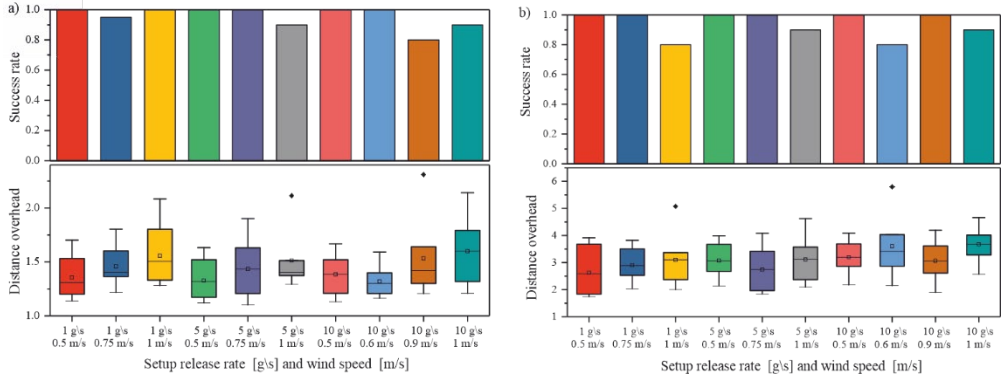 a)
1.0
0.8
0.6
0.4
0.2
0.0
Success rate
2.0
1.5
1.0
Distance overhead
1 g\s 1 g\s 1 g\s 5 g\s 5 g\s 5 g\s 10 g\s 10 g\s 10 g\s 10 g\s
0.5 m/s 0.75 m/s 1 m/s 0.5 m/s 0.75 m/s 1 m/s 0.5 m/s 0.6 m/s 0.9 m/s 1 m/s
Setup release rate [g\s] and wind speed [m/s]
b)
1.0
0.8
0.6
0.4
0.2
0.0
Success rate
6
5
4
3
2
1
Distance overhead
1 g\s 1 g\s 1 g\s 5 g\s 5 g\s 5 g\s 10 g\s 10 g\s 10 g\s 10 g\s
0.5 m/s 0.75 m/s 1 m/s 0.5 m/s 0.75 m/s 1 m/s 0.5 m/s 0.6 m/s 0.9 m/s 1 m/s
Setup release rate [g\s] and wind speed [m/s]